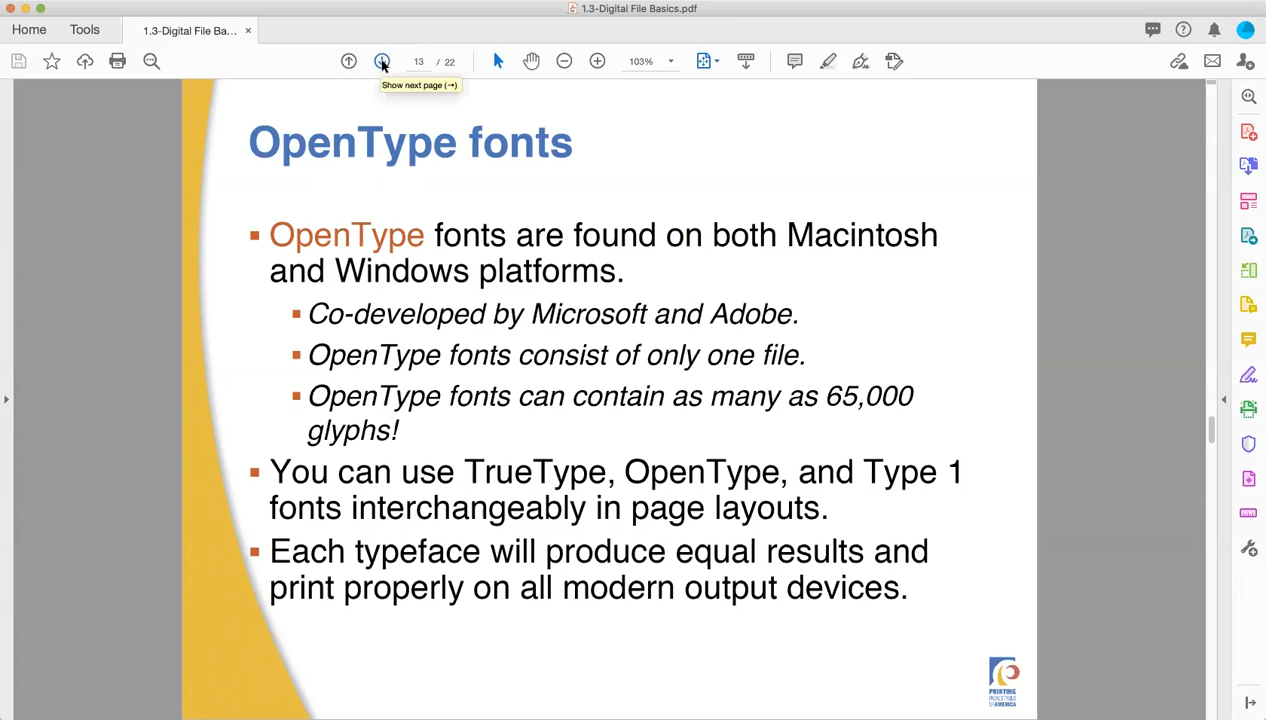 1.3-Digital File Basics.pdf
Home
Tools
1.3-Digital File Ba... ×
13 / 22
103%
Show next page (→)
OpenType fonts
▪ OpenType fonts are found on both Macintosh
and Windows platforms.
▪ Co-developed by Microsoft and Adobe.
▪ OpenType fonts consist of only one file.
▪ OpenType fonts can contain as many as 65,000
glyphs!
▪ You can use TrueType, OpenType, and Type 1
fonts interchangeably in page layouts.
▪ Each typeface will produce equal results and
print properly on all modern output devices.
PRINTING
INDUSTRIES
OF AMERICA